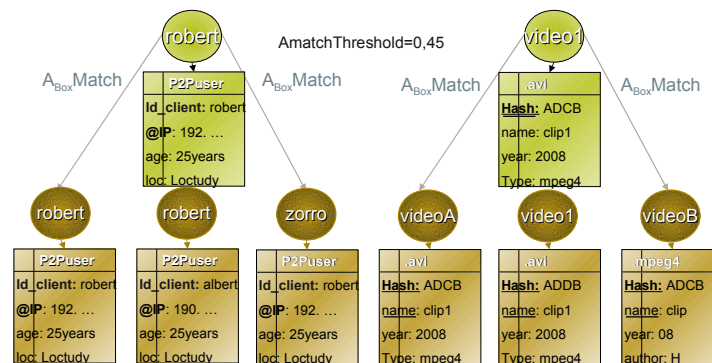 robert
AmatchThreshold=0,45
video1
ABoxMatch
ABoxMatch
ABoxMatch
ABoxMatch
P2Puser
Id_client: robert
@IP: 192. ...
age: 25years
loc: Loctudy
.avi
Hash: ADCB
name: clip1
year: 2008
Type: mpeg4
robert
robert
zorro
videoA
video1
videoB
P2Puser
Id_client: robert
@IP: 192. ...
age: 25years
loc: Loctudy
P2Puser
Id_client: albert
@IP: 190. ...
age: 25years
loc: Loctudy
P2Puser
Id_client: robert
@IP: 192. ...
age: 25years
loc: Loctudy
.avi
Hash: ADCB
name: clip1
year: 2008
Type: mpeg4
.avi
Hash: ADDB
name: clip1
year: 2008
Type: mpeg4
.mpeg4
Hash: ADCB
name: clip
year: 08
author: H